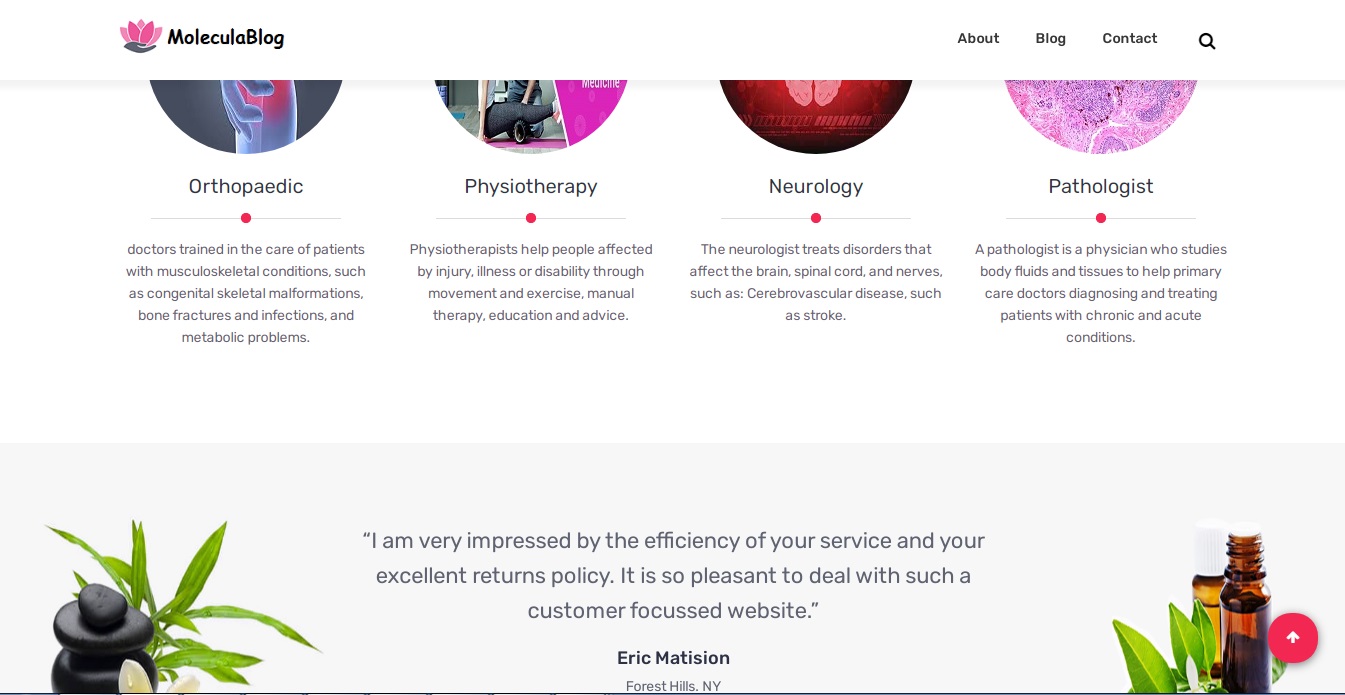 MoleculaBlog
About
Blog
Contact
Medicine
Orthopaedic
doctors trained in the care of patients
with musculoskeletal conditions, such
as congenital skeletal malformations,
bone fractures and infections, and
metabolic problems.
Physiotherapy
Physiotherapists help people affected
by injury, illness or disability through
movement and exercise, manual
therapy, education and advice.
Neurology
The neurologist treats disorders that
affect the brain, spinal cord, and nerves,
such as: Cerebrovascular disease, such
as stroke.
Pathologist
A pathologist is a physician who studies
body fluids and tissues to help primary
care doctors diagnosing and treating
patients with chronic and acute
conditions.
“I am very impressed by the efficiency of your service and your
excellent returns policy. It is so pleasant to deal with such a
customer focussed website.”
Eric Matision
Forest Hills, NY